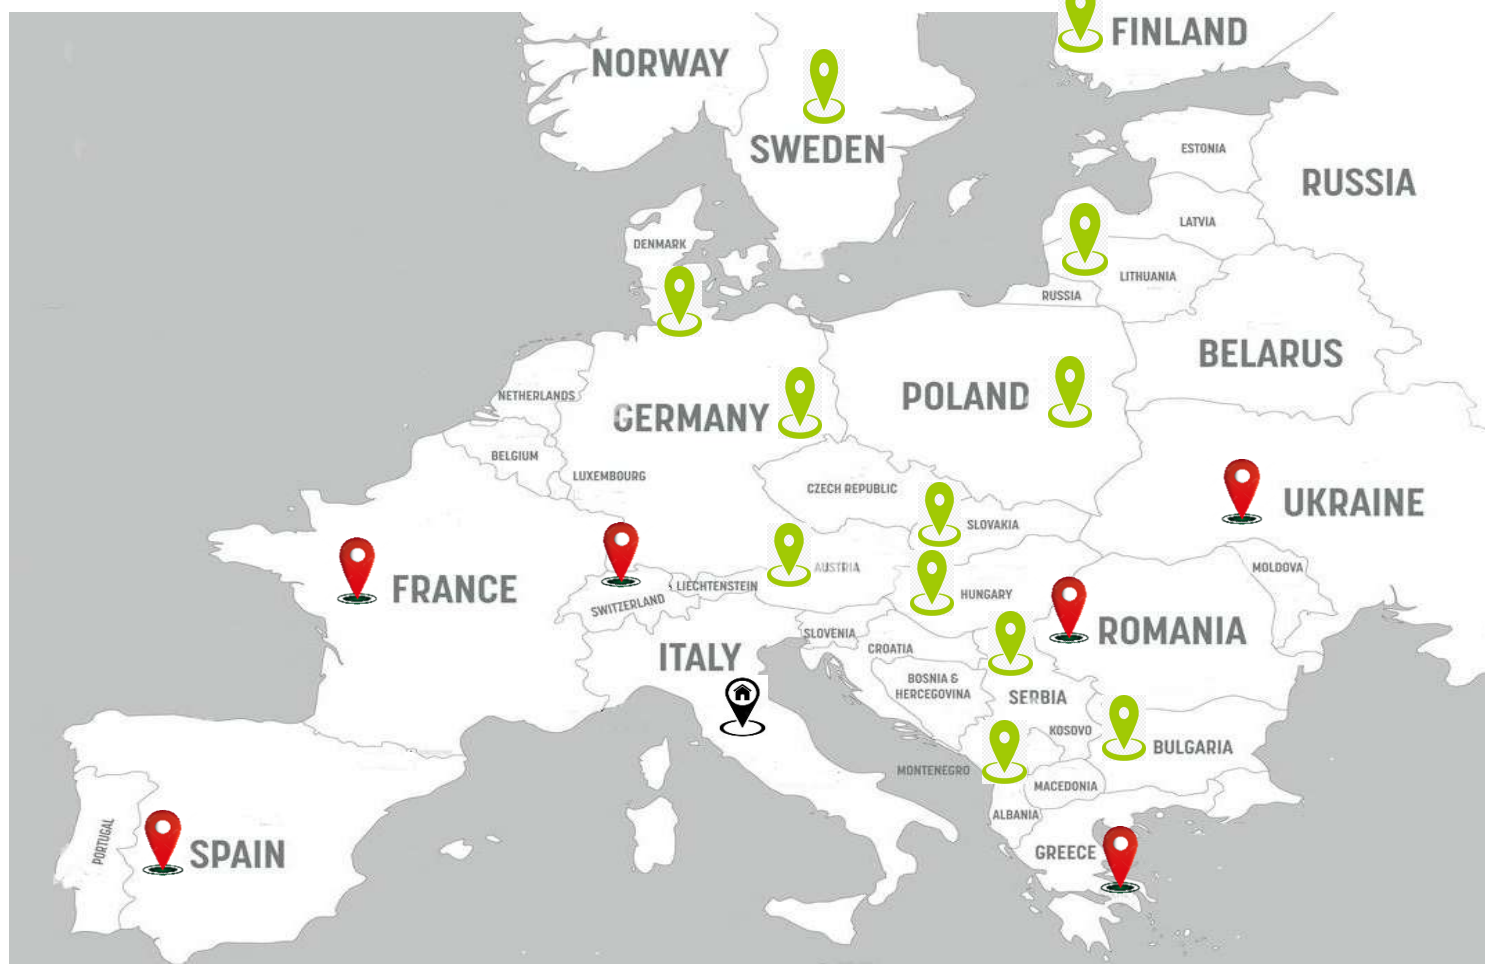 FINLAND
NORWAY
SWEDEN
ESTONIA
RUSSIA
LATVIA
DENMARK
LITHUANIA
RUSSIA
BELARUS
NETHERLANDS
GERMANY
POLAND
BELGIUM
LUXEMBOURG
CZECH REPUBLIC
UKRAINE
SLOVAKIA
FRANCE
SWITZERLAND
LIECHTENSTEIN
AUSTRIA
MOLDOVA
HUNGARY
ROMANIA
ITALY
SLOVENIA
CROATIA
BOSNIA &
HERCEGOVINA
SERBIA
KOSOVO
BULGARIA
MONTENEGRO
MACEDONIA
ALBANIA
PORTUGAL
SPAIN
GREECE